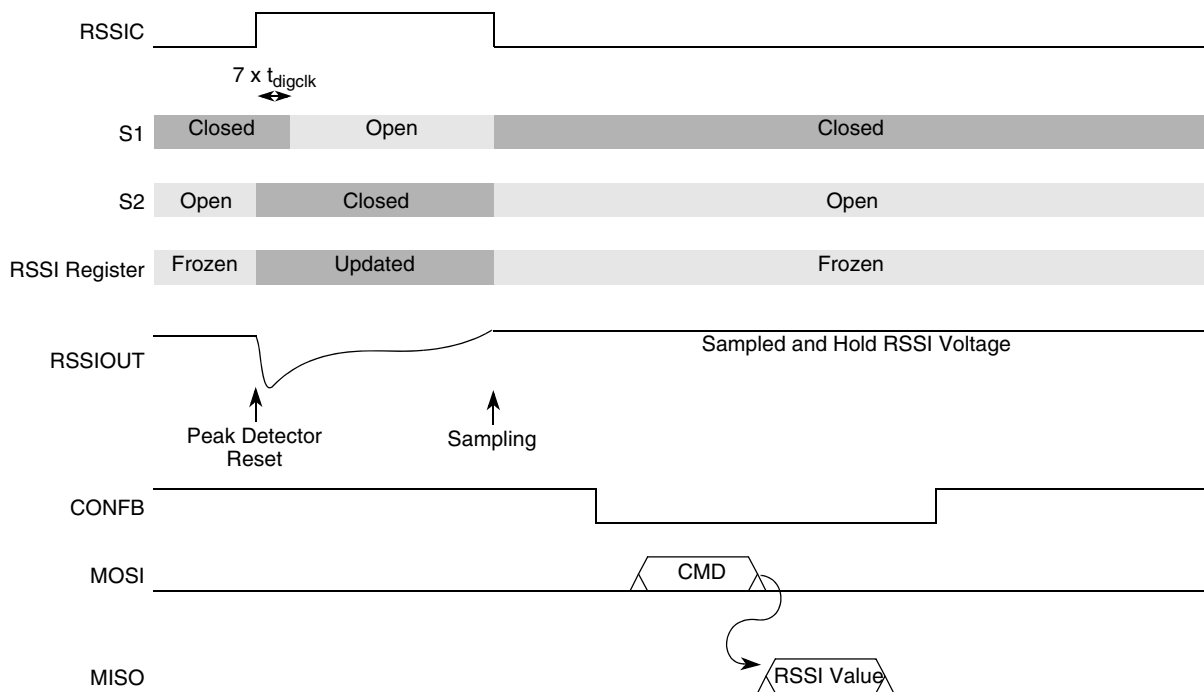 RSSIC
7 x tdigclk
S1 Closed Open Closed
S2 Open Closed Open
RSSI Register Frozen Updated Frozen
RSSIOUT Sampled and Hold RSSI Voltage
Peak Detector
Reset
Sampling
CONFB
MOSI CMD
MISO RSSI Value